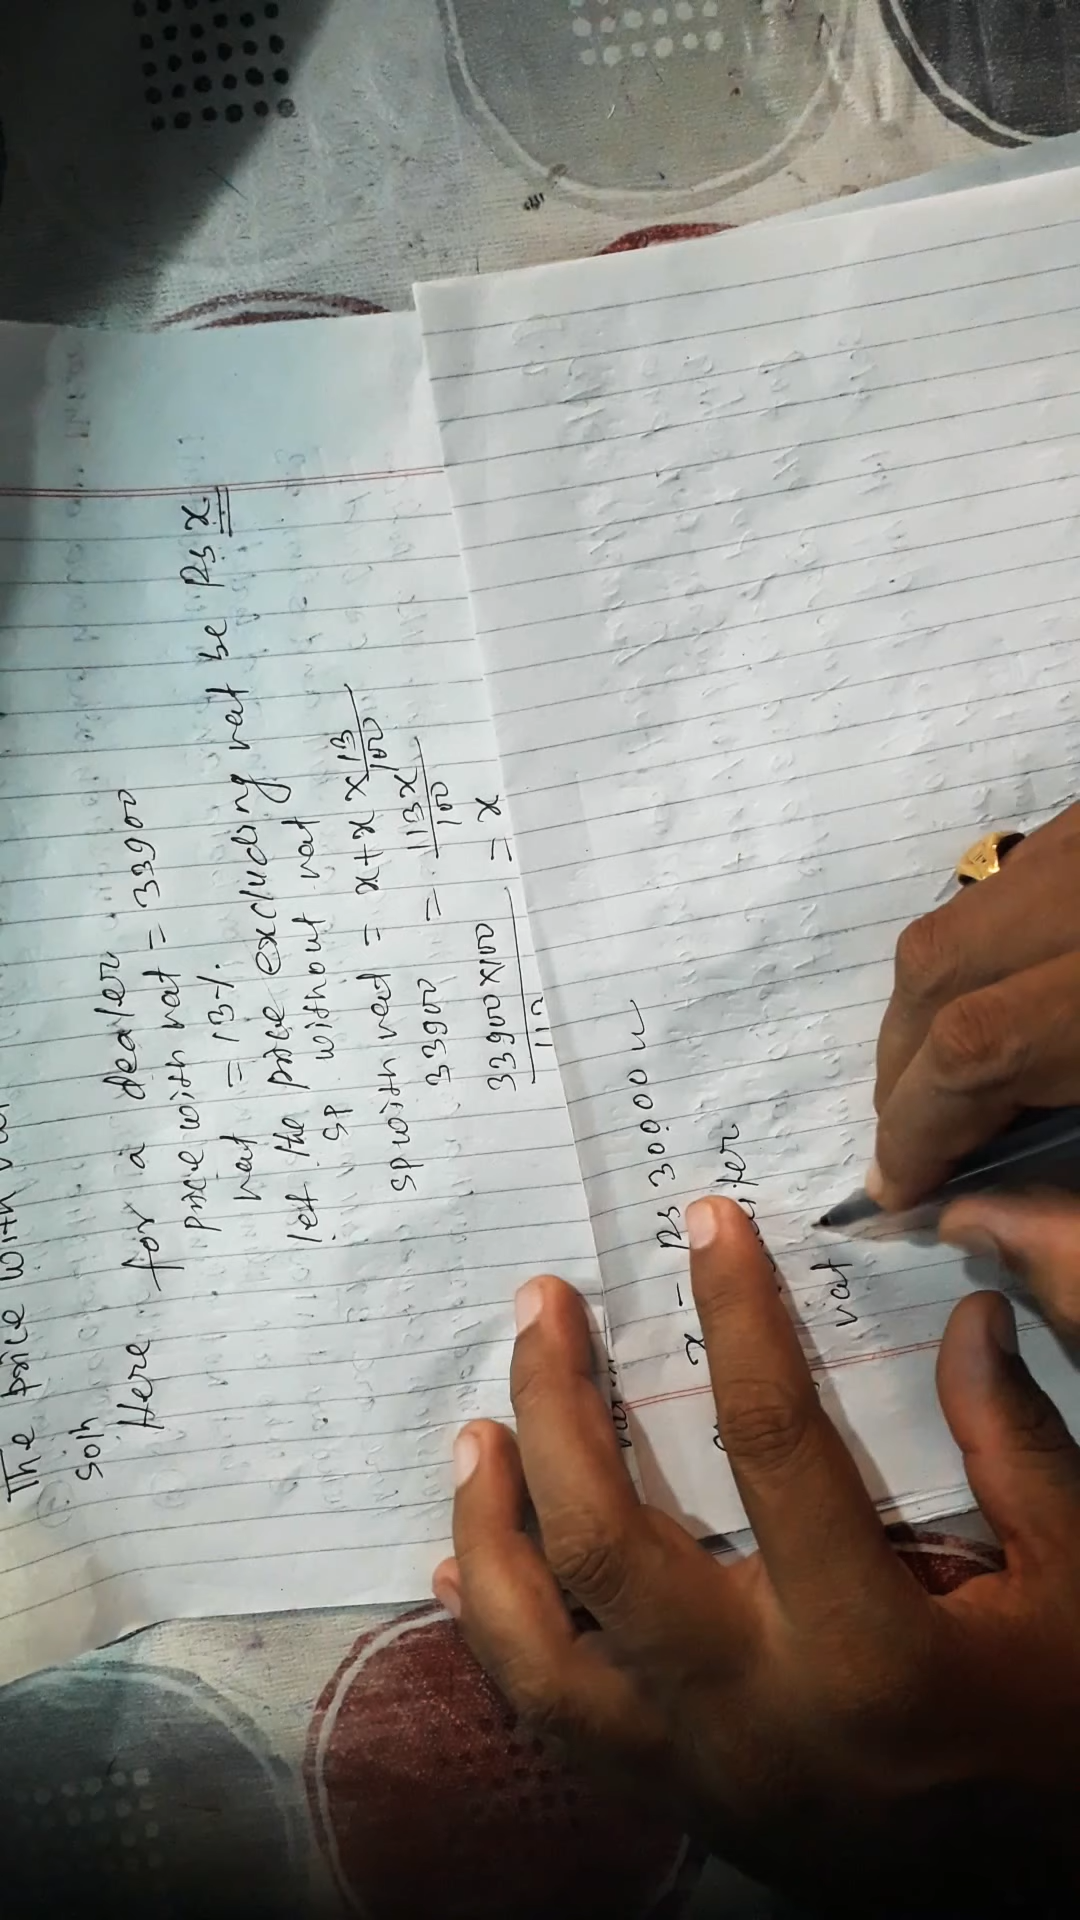 The price with
soln
Here for a dealer
price with vat = 33900
vat = 13%
let the price excluding vat be Rs x
SP without vat
SP with vat = x + x × 13/100
33900 = 113x/100
33900×100/113 = x
x = Rs 30000
vat